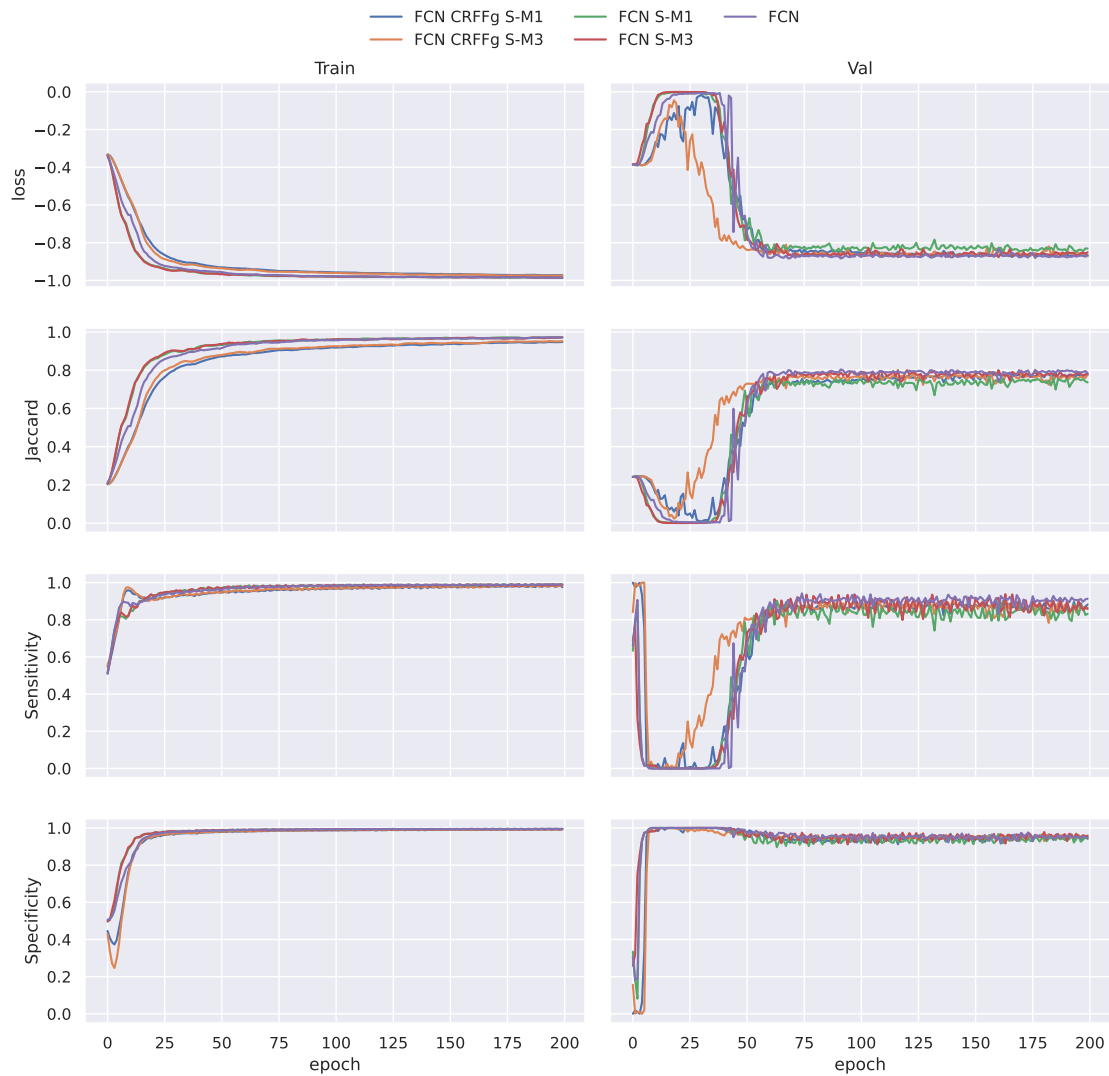 FCN CRFFg S-M1 FCN S-M1 FCN
FCN CRFFg S-M3 FCN S-M3
Train Val
0.0
−0.2
−0.4
−0.6
−0.8
−1.0
loss
1.0
0.8
0.6
0.4
0.2
0.0
Jaccard
1.0
0.8
0.6
0.4
0.2
0.0
Sensitivity
1.0
0.8
0.6
0.4
0.2
0.0
Specificity
0 25 50 75 100 125 150 175 200 0 25 50 75 100 125 150 175 200
epoch epoch